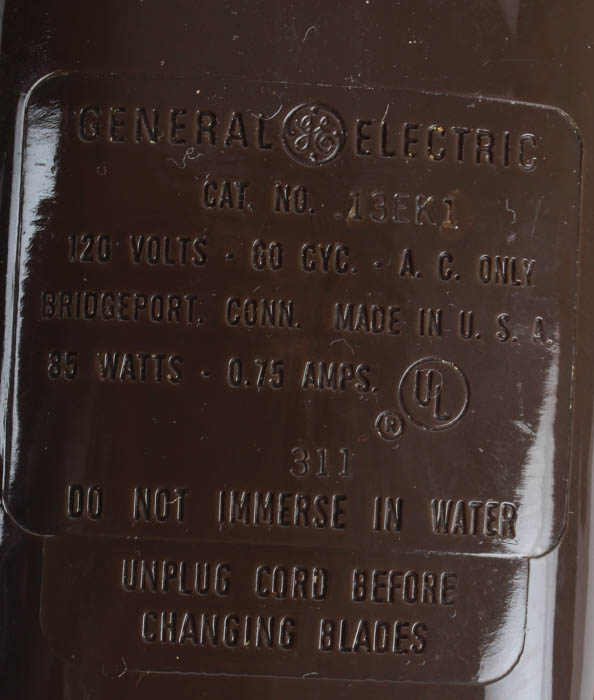 GENERAL GE ELECTRIC
CAT. NO. 13EK1
120 VOLTS - 60 CYC. - A. C. ONLY
BRIDGEPORT, CONN. MADE IN U. S. A.
85 WATTS - 0.75 AMPS. UL
®
311
DO NOT IMMERSE IN WATER
UNPLUG CORD BEFORE
CHANGING BLADES